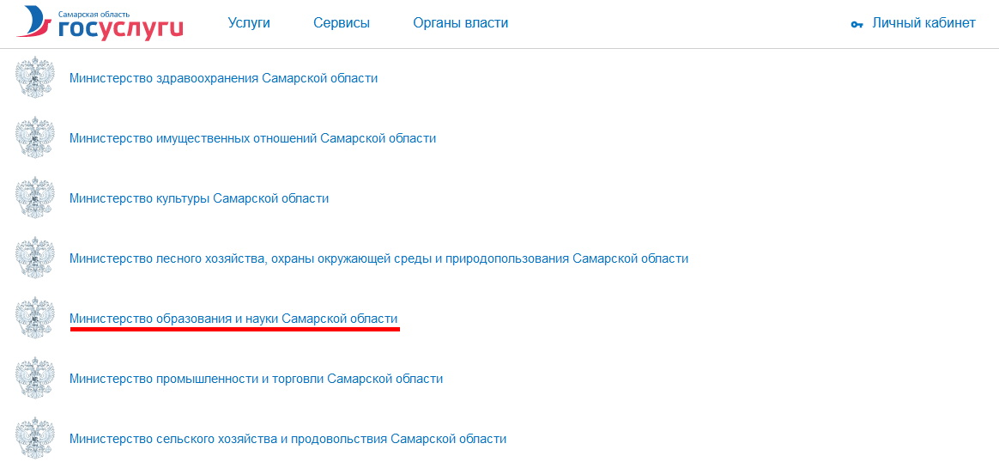 Самарская область
госуслуги
Услуги
Сервисы
Органы власти
Личный кабинет
Министерство здравоохранения Самарской области
Министерство имущественных отношений Самарской области
Министерство культуры Самарской области
Министерство лесного хозяйства, охраны окружающей среды и природопользования Самарской области
Министерство образования и науки Самарской области
Министерство промышленности и торговли Самарской области
Министерство сельского хозяйства и продовольствия Самарской области